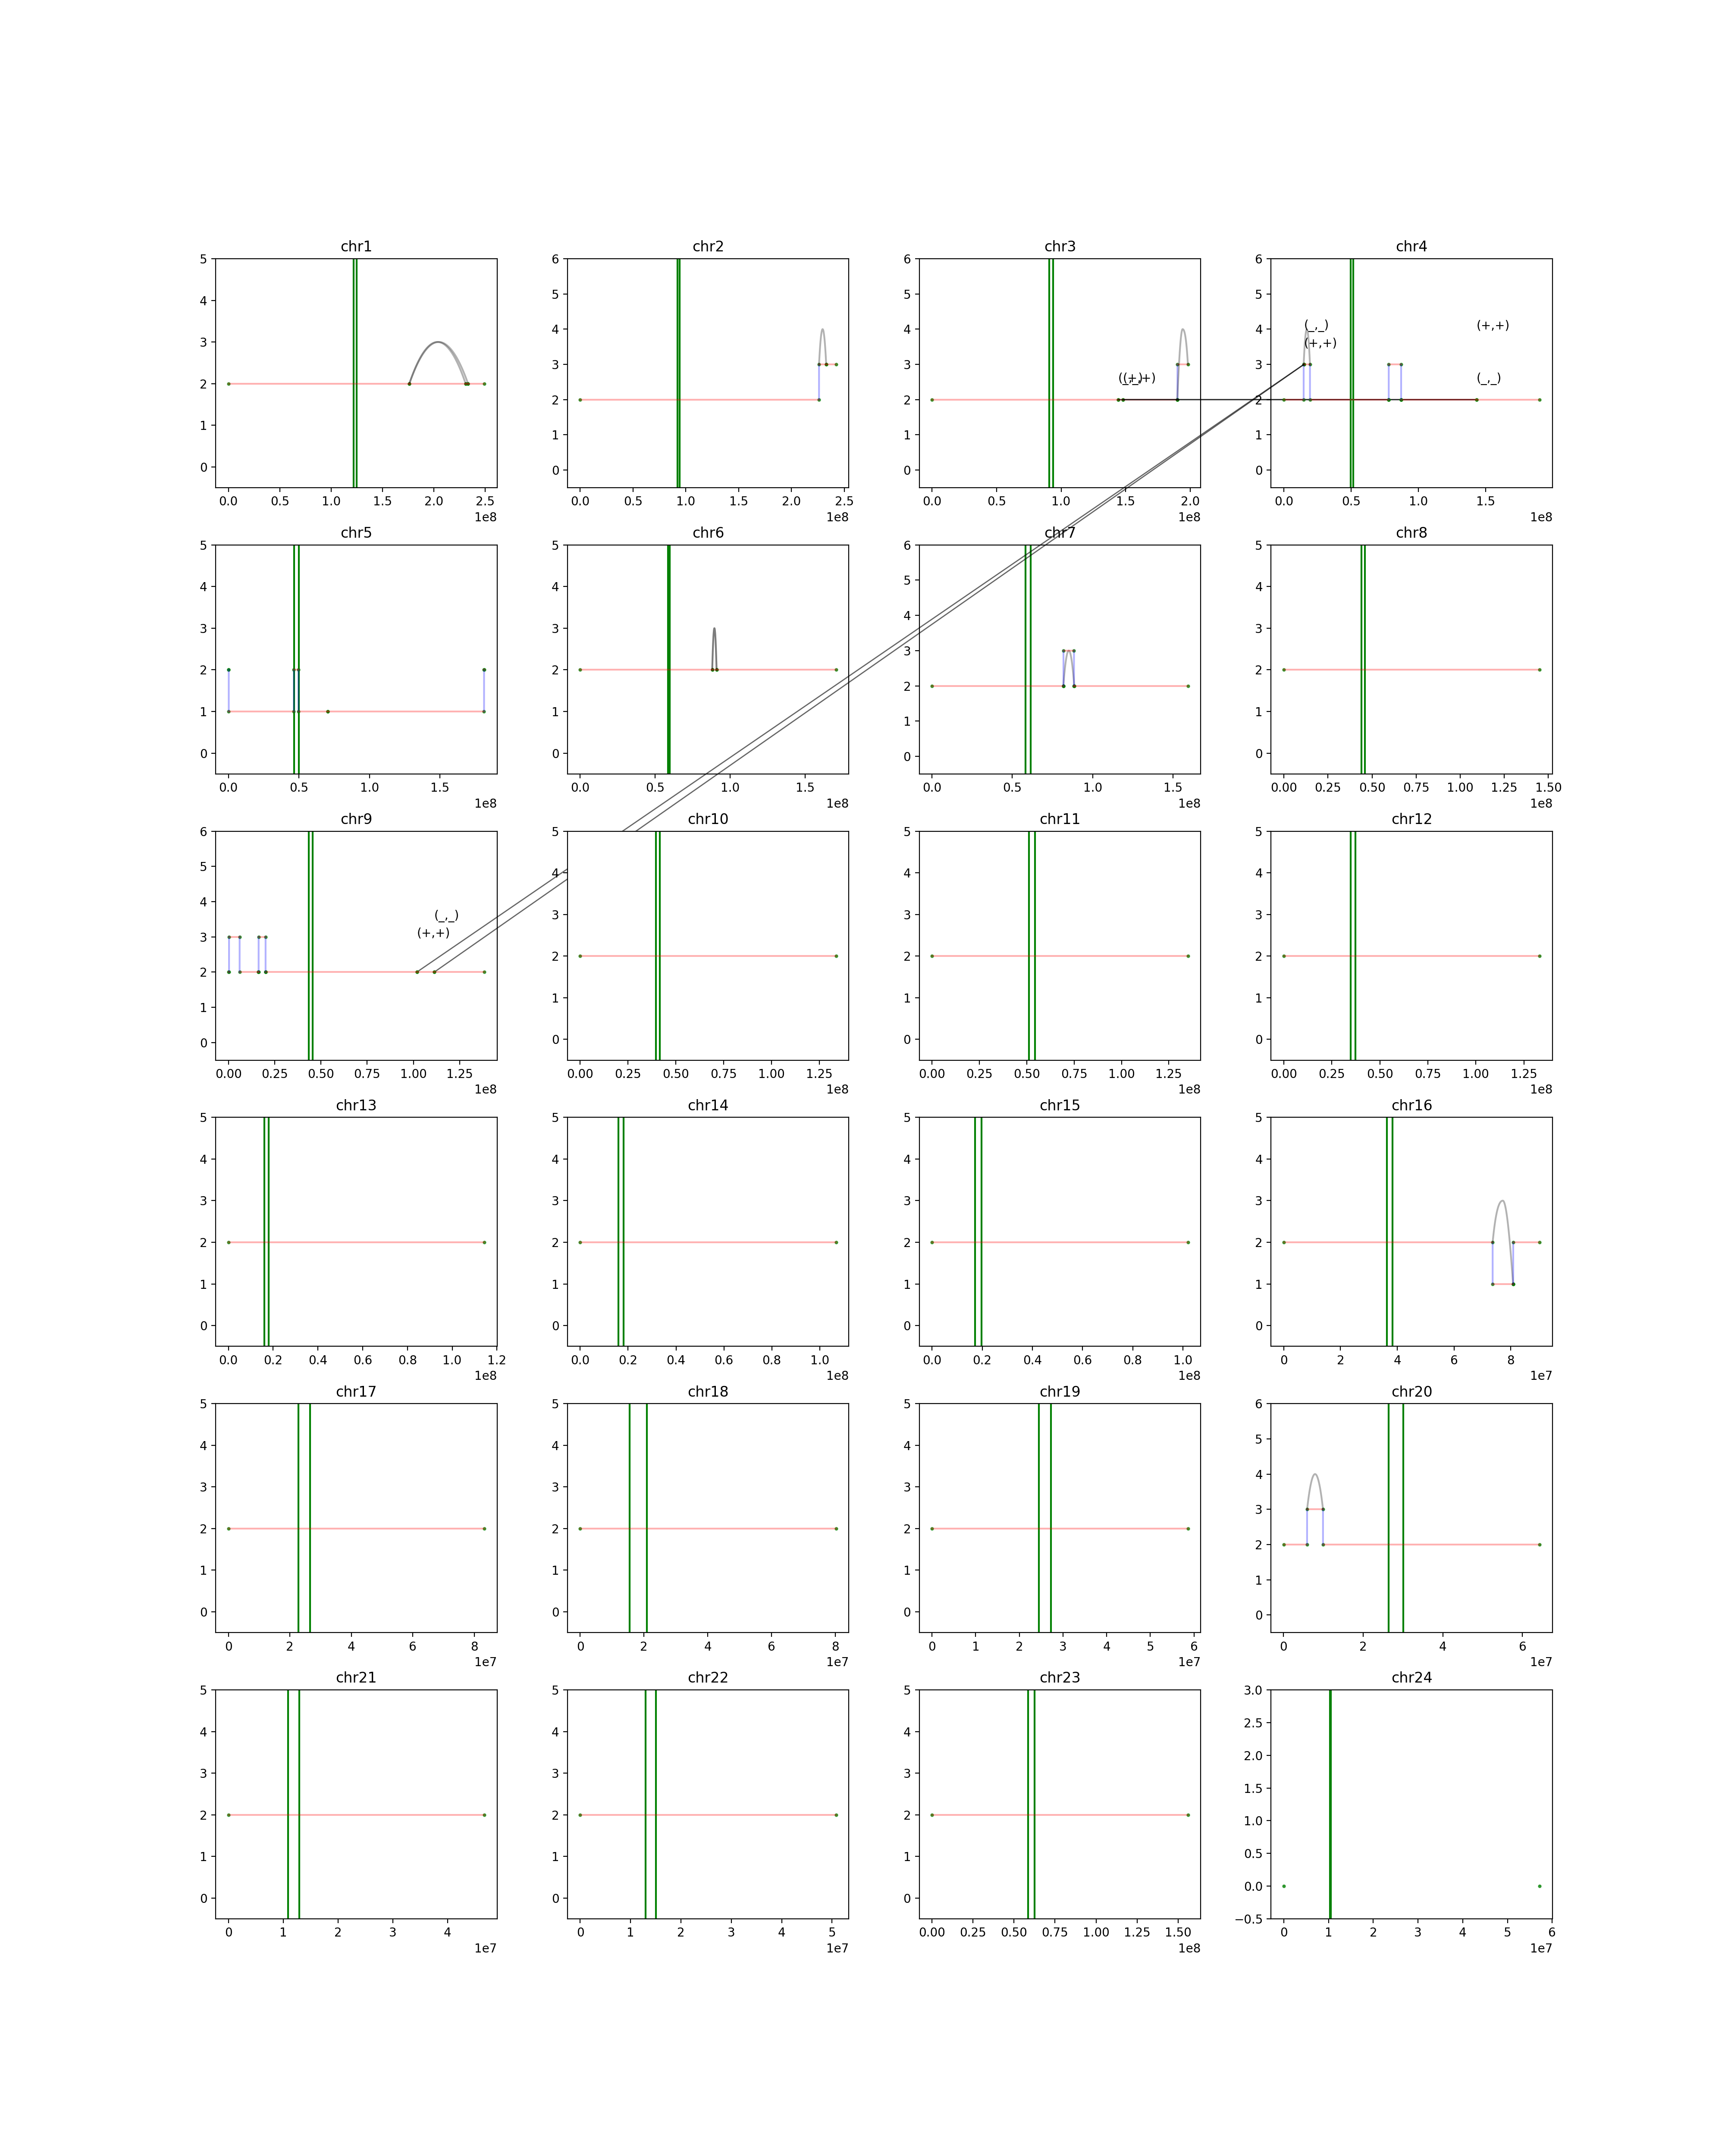 chr1 chr2 chr3 chr4
5 6 6 6
4 5 5 5
3 4 4 4 (_,_) (+,+)
2 3 3 3 (+,+)
1 2 2 2 (_,_)
0 1 1 1
0 0 0
0.0 0.5 1.0 1.5 2.0 2.5 0.0 0.5 1.0 1.5 2.0 2.5 0.0 0.5 1.0 1.5 2.0 0.0 0.5 1.0 1.5
1e8 1e8 1e8 1e8
chr5 chr6 chr7 chr8
5 5 6 5
4 4 5 4
3 3 4 3
2 2 3 2
1 1 2 1
0 0 1 0
0
0.0 0.5 1.0 1.5 0.0 0.5 1.0 1.5 0.0 0.5 1.0 1.5 0.00 0.25 0.50 0.75 1.00 1.25 1.50
1e8 1e8 1e8 1e8
chr9 chr10 chr11 chr12
6 5 5 5
5 4 4 4
4 (_,_) 3 3 3
3 (+,+) 2 2 2
2 1 1 1
1 0 0 0
0
0.00 0.25 0.50 0.75 1.00 1.25 0.00 0.25 0.50 0.75 1.00 1.25 0.00 0.25 0.50 0.75 1.00 1.25 0.00 0.25 0.50 0.75 1.00 1.25
1e8 1e8 1e8 1e8
chr13 chr14 chr15 chr16
5 5 5 5
4 4 4 4
3 3 3 3
2 2 2 2
1 1 1 1
0 0 0 0
0.0 0.2 0.4 0.6 0.8 1.0 1.2 0.0 0.2 0.4 0.6 0.8 1.0 0.0 0.2 0.4 0.6 0.8 1.0 0 2 4 6 8
1e8 1e8 1e8 1e7
chr17 chr18 chr19 chr20
5 5 5 6
4 4 4 5
3 3 3 4
2 2 2 3
1 1 1 2
0 0 0 1
0
0 2 4 6 8 0 2 4 6 8 0 1 2 3 4 5 6 0 2 4 6
1e7 1e7 1e7 1e7
chr21 chr22 chr23 chr24
5 5 5 3.0
4 4 4 2.5
3 3 3 2.0
2 2 2 1.5
1 1 1 1.0
0 0 0 0.5
0.0
−0.5
0 1 2 3 4 0 1 2 3 4 5 0.00 0.25 0.50 0.75 1.00 1.25 1.50 0 1 2 3 4 5 6
1e7 1e7 1e8 1e7